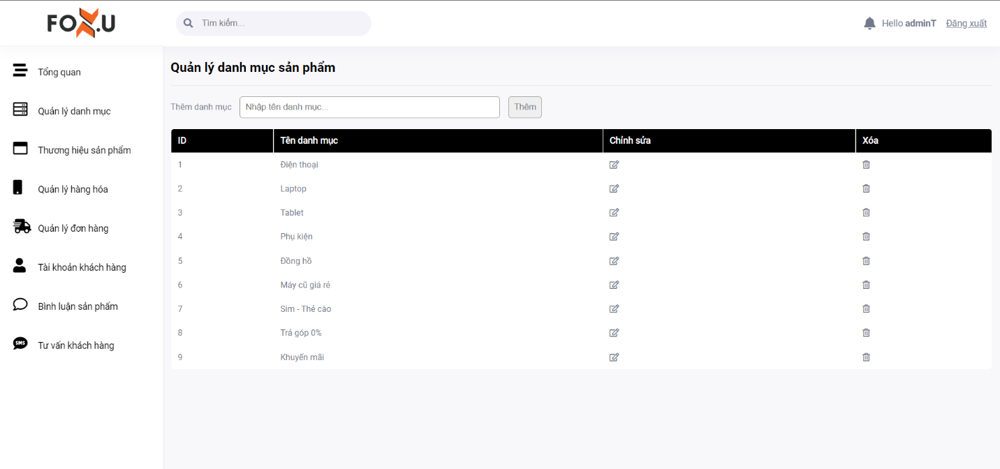 FOX.U
Tìm kiếm...
Hello adminT Đăng xuất
Tổng quan
Quản lý danh mục
Thương hiệu sản phẩm
Quản lý hàng hóa
Quản lý đơn hàng
Tài khoản khách hàng
Bình luận sản phẩm
SMS Tư vấn khách hàng
Quản lý danh mục sản phẩm
Thêm danh mục Nhập tên danh mục... Thêm
ID Tên danh mục Chỉnh sửa Xóa
1 Điện thoại
2 Laptop
3 Tablet
4 Phụ kiện
5 Đồng hồ
6 Máy cũ giá rẻ
7 Sim - Thẻ cào
8 Trả góp 0%
9 Khuyến mãi